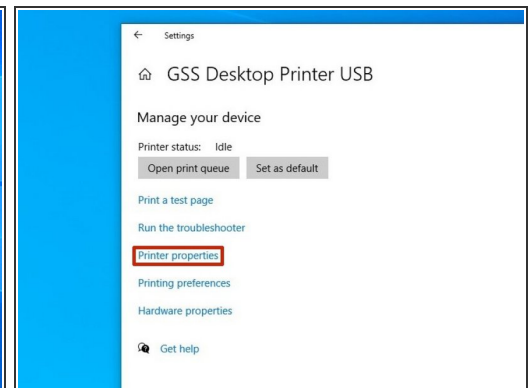 Settings
GSS Desktop Printer USB
Manage your device
Printer status: Idle
Open print queue Set as default
Print a test page
Run the troubleshooter
Printer properties
Printing preferences
Hardware properties
Get help